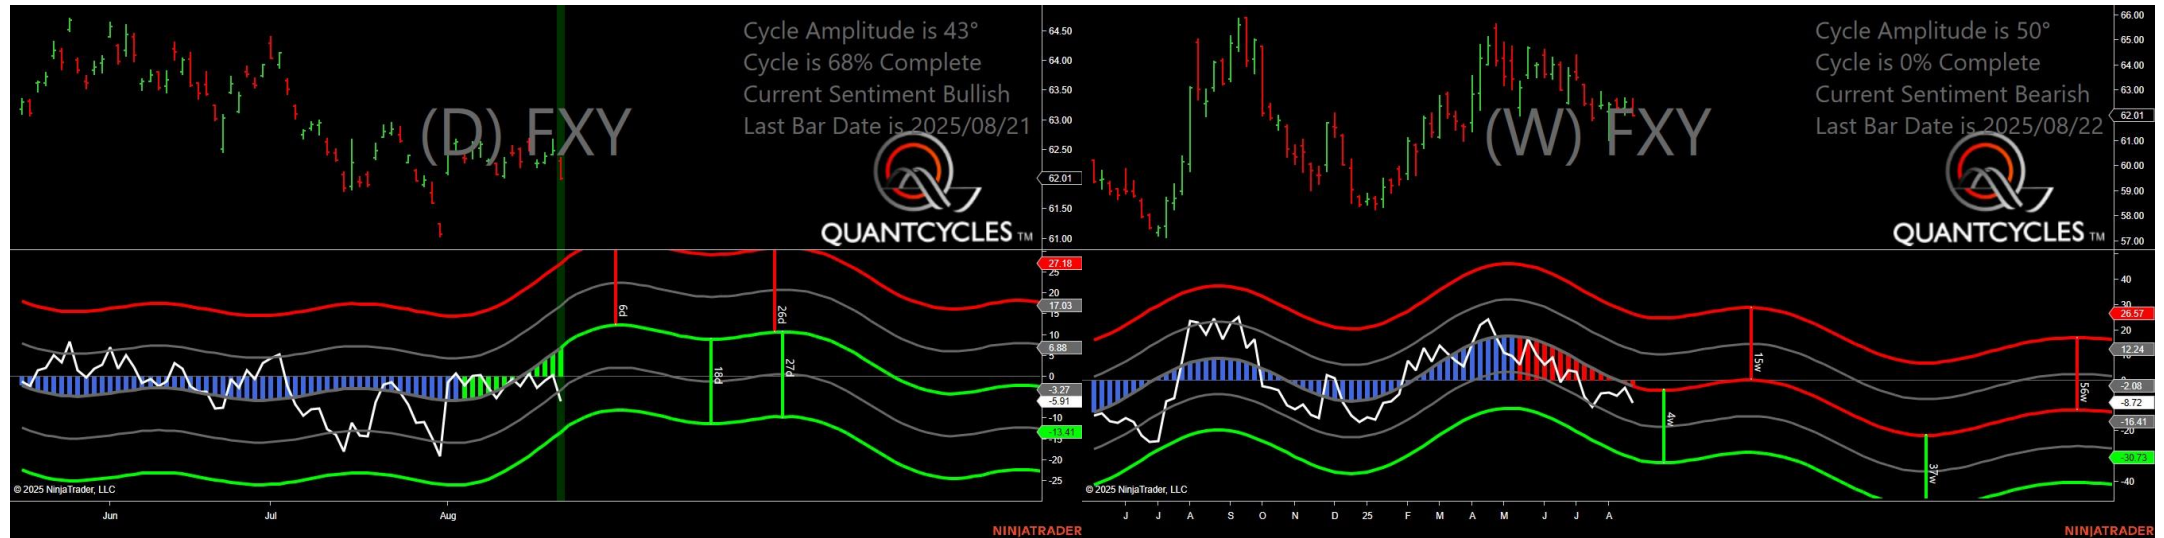 Cycle Amplitude is 43°
Cycle is 68% Complete
Current Sentiment Bullish
Last Bar Date is 2025/08/21
(D) FXY
QUANTCYCLES TM
64.50
64.00
63.50
63.00
62.50
62.01
61.50
61.00
27.18
25
17.03
15
10
6.88
5
0
-3.27
-5.91
-10
-13.41
-15
-20
-25
6d
26d
18d
27d
© 2025 NinjaTrader, LLC
Jun Jul Aug
NINJATRADER
Cycle Amplitude is 50°
Cycle is 0% Complete
Current Sentiment Bearish
Last Bar Date is 2025/08/22
(W) FXY
QUANTCYCLES TM
66.00
65.00
64.00
63.00
62.01
61.00
60.00
59.00
58.00
57.00
40
30
26.57
20
12.24
-2.08
-8.72
-16.41
-20
-30.73
-40
15w
56w
4w
37w
© 2025 NinjaTrader, LLC
J J A S O N D 25 F M A M J J A
NINJATRADER